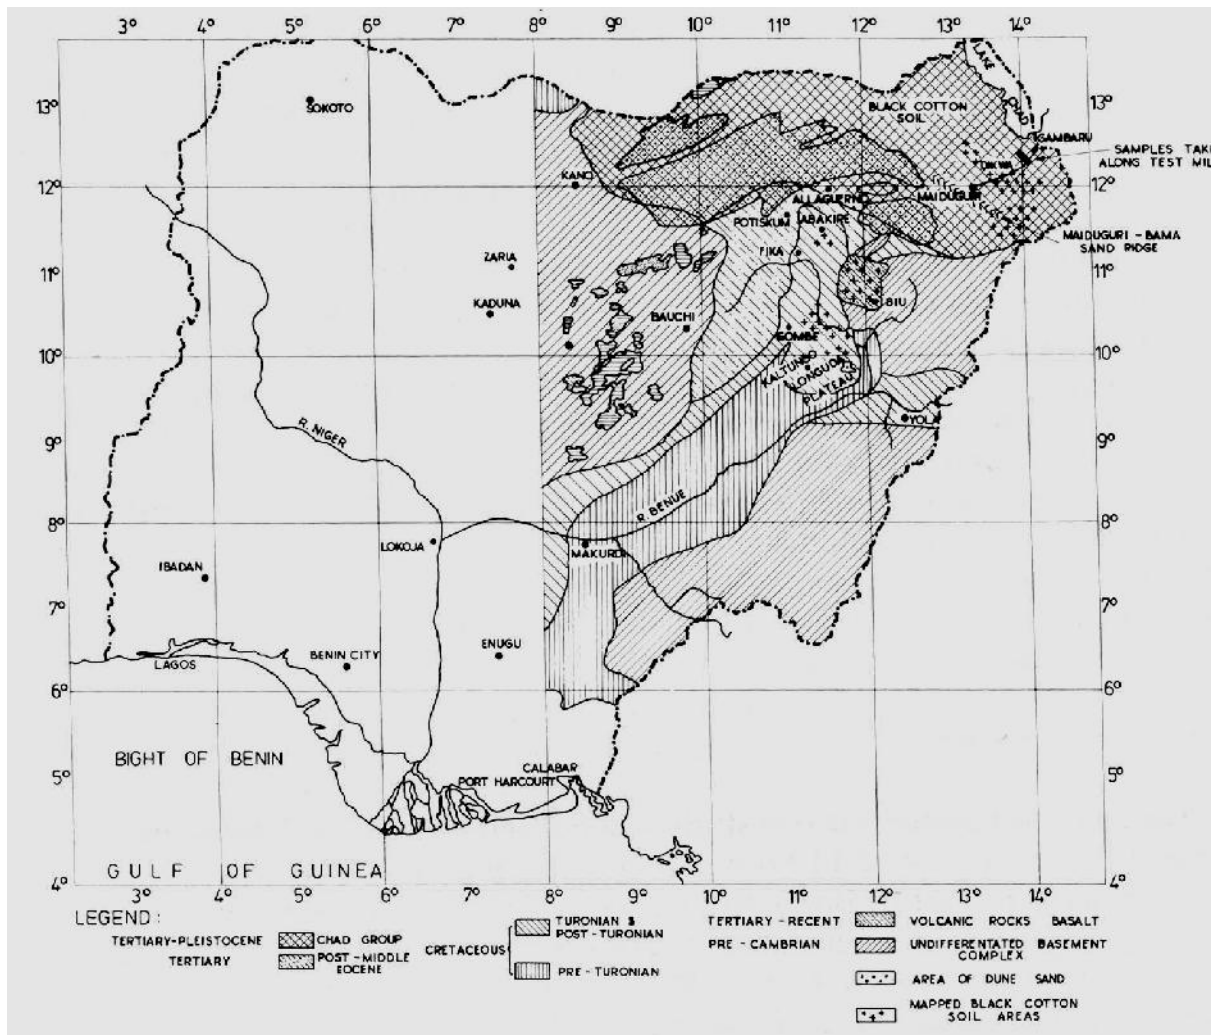 3° 4° 5° 6° 7° 8° 9° 10° 11° 12° 13° 14°
13° 13°
SOKOTO
BLACK COTTON
SOIL
LAKE
GAMBARU
SAMPLES TAKE
ALONG TEST MIL
DIKWA
KANO
12° 12°
MAIDUGURI
POTISKUM
ABAKIRE
MAIDUGURI - BAMA
SAND RIDGE
FIKA
ZARIA
11° 11°
KADUNA
BIU
BAUCHI
GOMBE
10° 10°
KALTUNGO
LONGUDA
PLATEAU
YOLA
R. NIGER
9° 9°
R. BENUE
8° 8°
LOKOJA
MAKURDI
IBADAN
7° 7°
ENUGU
BENIN CITY
LAGOS
6° 6°
BIGHT OF BENIN
5° 5°
CALABAR
PORT HARCOURT
GULF OF GUINEA
4° 4°
3° 4° 5° 6° 7° 8° 9° 10° 11° 12° 13° 14°
LEGEND :
TERTIARY-PLEISTOCENE CHAD GROUP
TERTIARY POST-MIDDLE
EOCENE
CRETACEOUS
TURONIAN &
POST-TURONIAN
PRE-TURONIAN
TERTIARY-RECENT VOLCANIC ROCKS BASALT
PRE-CAMBRIAN UNDIFFERENTATED BASEMENT
COMPLEX
AREA OF DUNE SAND
MAPPED BLACK COTTON
SOIL AREAS